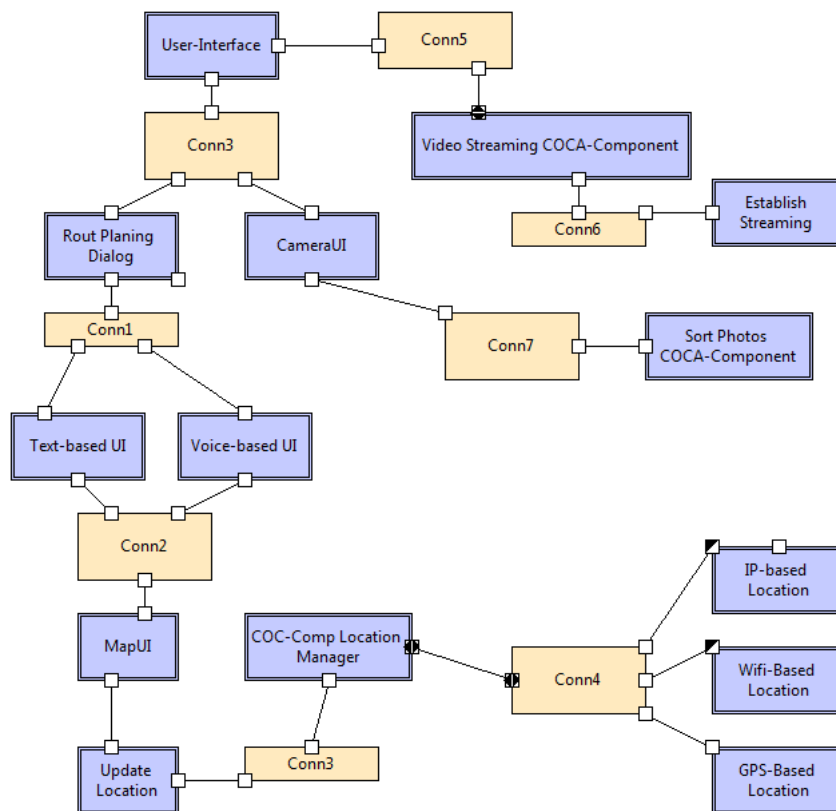 User-Interface
Conn5
Conn3
Video Streaming COCA-Component
Rout Planing
Dialog
CameraUI
Conn6
Establish
Streaming
Conn1
Conn7
Sort Photos
COCA-Component
Text-based UI
Voice-based UI
Conn2
IP-based
Location
MapUI
COC-Comp Location
Manager
Conn4
Wifi-Based
Location
Update
Location
Conn3
GPS-Based
Location